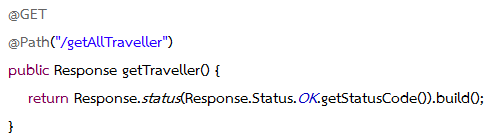 @GET
@Path("/getAllTraveller")
public Response getTraveller() {
return Response.status(Response.Status.OK.getStatusCode()).build();
}